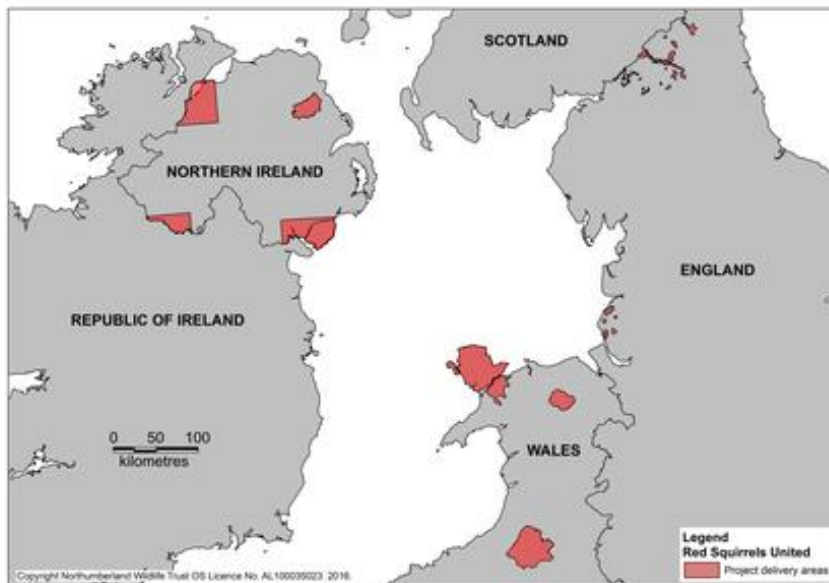 SCOTLAND
NORTHERN IRELAND
ENGLAND
REPUBLIC OF IRELAND
0 50 100
kilometres
WALES
Legend
Red Squirrels United
Project delivery areas
Copyright Northumberland Wildlife Trust OS Licence No. AL100035023 2016.